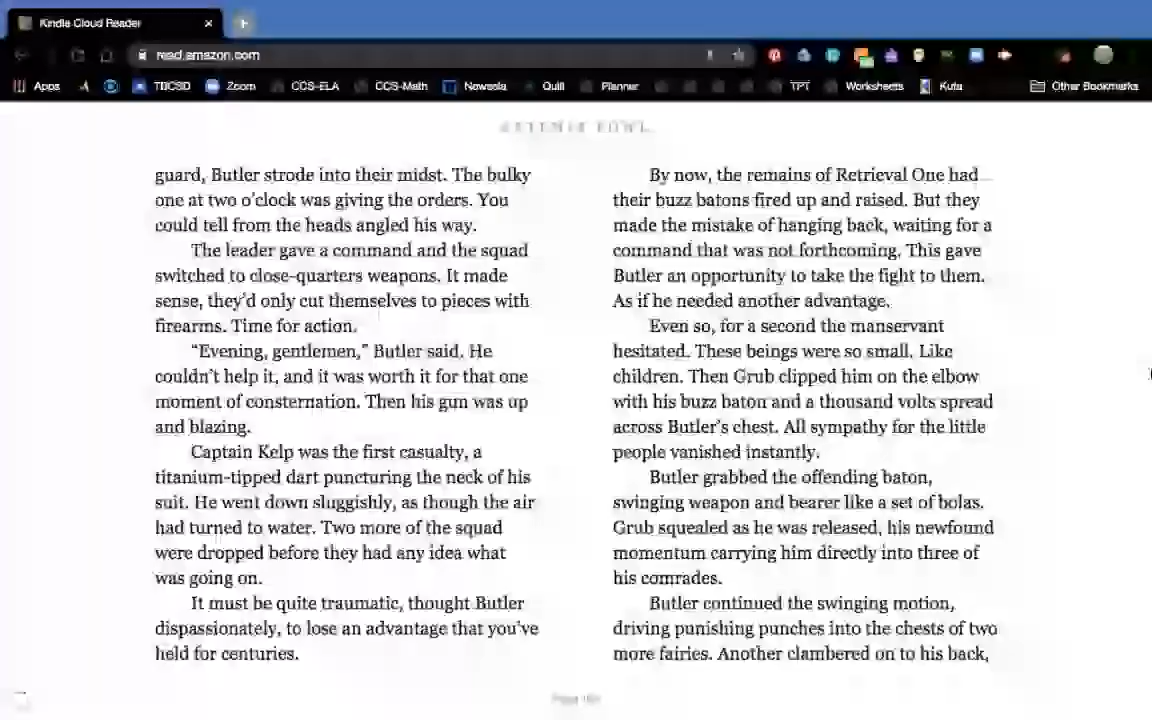 Kindle Cloud Reader
read.amazon.com
Apps TBCSD Zoom CCS-ELA CCS-Math Newsela Quill Planner TPT Worksheets Kuta Other Bookmarks
ARTEMIS FOWL
guard, Butler strode into their midst. The bulky
one at two o'clock was giving the orders. You
could tell from the heads angled his way.
The leader gave a command and the squad
switched to close-quarters weapons. It made
sense, they'd only cut themselves to pieces with
firearms. Time for action.
“Evening, gentlemen,” Butler said. He
couldn't help it, and it was worth it for that one
moment of consternation. Then his gun was up
and blazing.
Captain Kelp was the first casualty, a
titanium-tipped dart puncturing the neck of his
suit. He went down sluggishly, as though the air
had turned to water. Two more of the squad
were dropped before they had any idea what
was going on.
It must be quite traumatic, thought Butler
dispassionately, to lose an advantage that you've
held for centuries.
By now, the remains of Retrieval One had
their buzz batons fired up and raised. But they
made the mistake of hanging back, waiting for a
command that was not forthcoming. This gave
Butler an opportunity to take the fight to them.
As if he needed another advantage.
Even so, for a second the manservant
hesitated. These beings were so small. Like
children. Then Grub clipped him on the elbow
with his buzz baton and a thousand volts spread
across Butler's chest. All sympathy for the little
people vanished instantly.
Butler grabbed the offending baton,
swinging weapon and bearer like a set of bolas.
Grub squealed as he was released, his newfound
momentum carrying him directly into three of
his comrades.
Butler continued the swinging motion,
driving punishing punches into the chests of two
more fairies. Another clambered on to his back,
Page